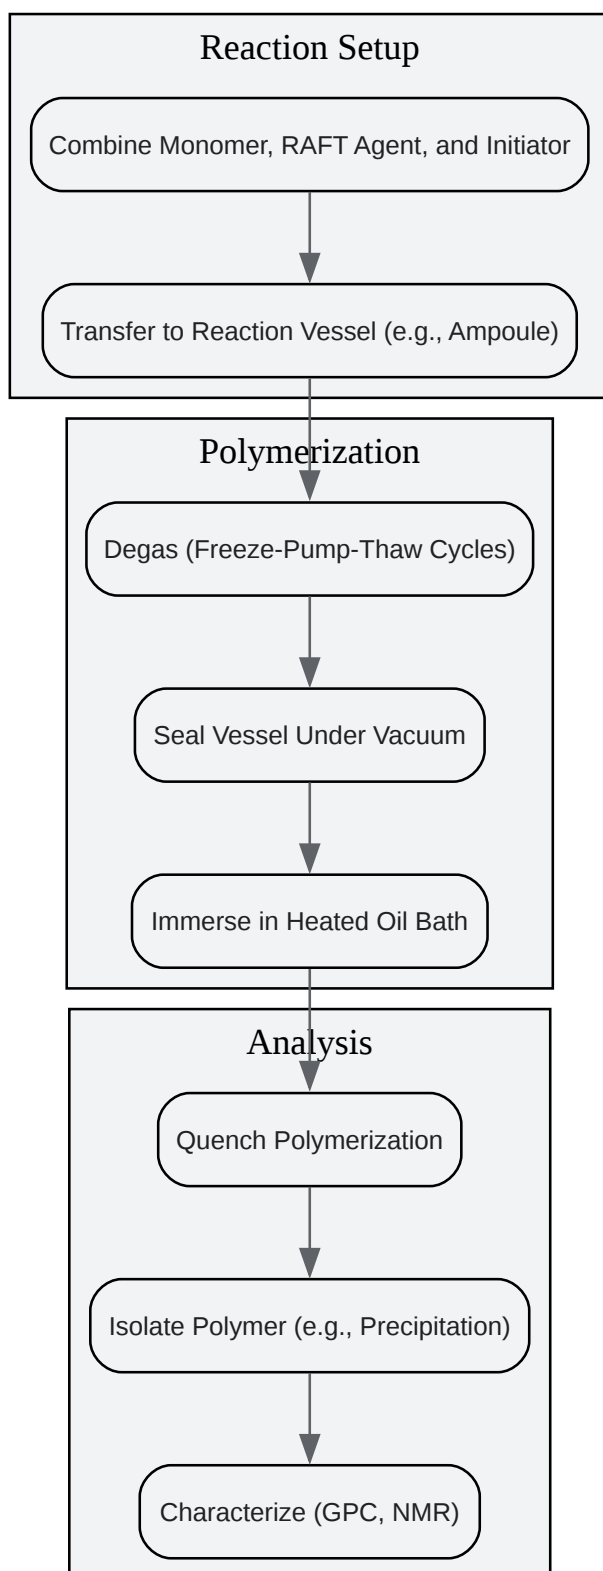 Reaction Setup
Combine Monomer, RAFT Agent, and Initiator
Transfer to Reaction Vessel (e.g., Ampoule)
Polymerization
Degas (Freeze-Pump-Thaw Cycles)
Seal Vessel Under Vacuum
Immerse in Heated Oil Bath
Analysis
Quench Polymerization
Isolate Polymer (e.g., Precipitation)
Characterize (GPC, NMR)